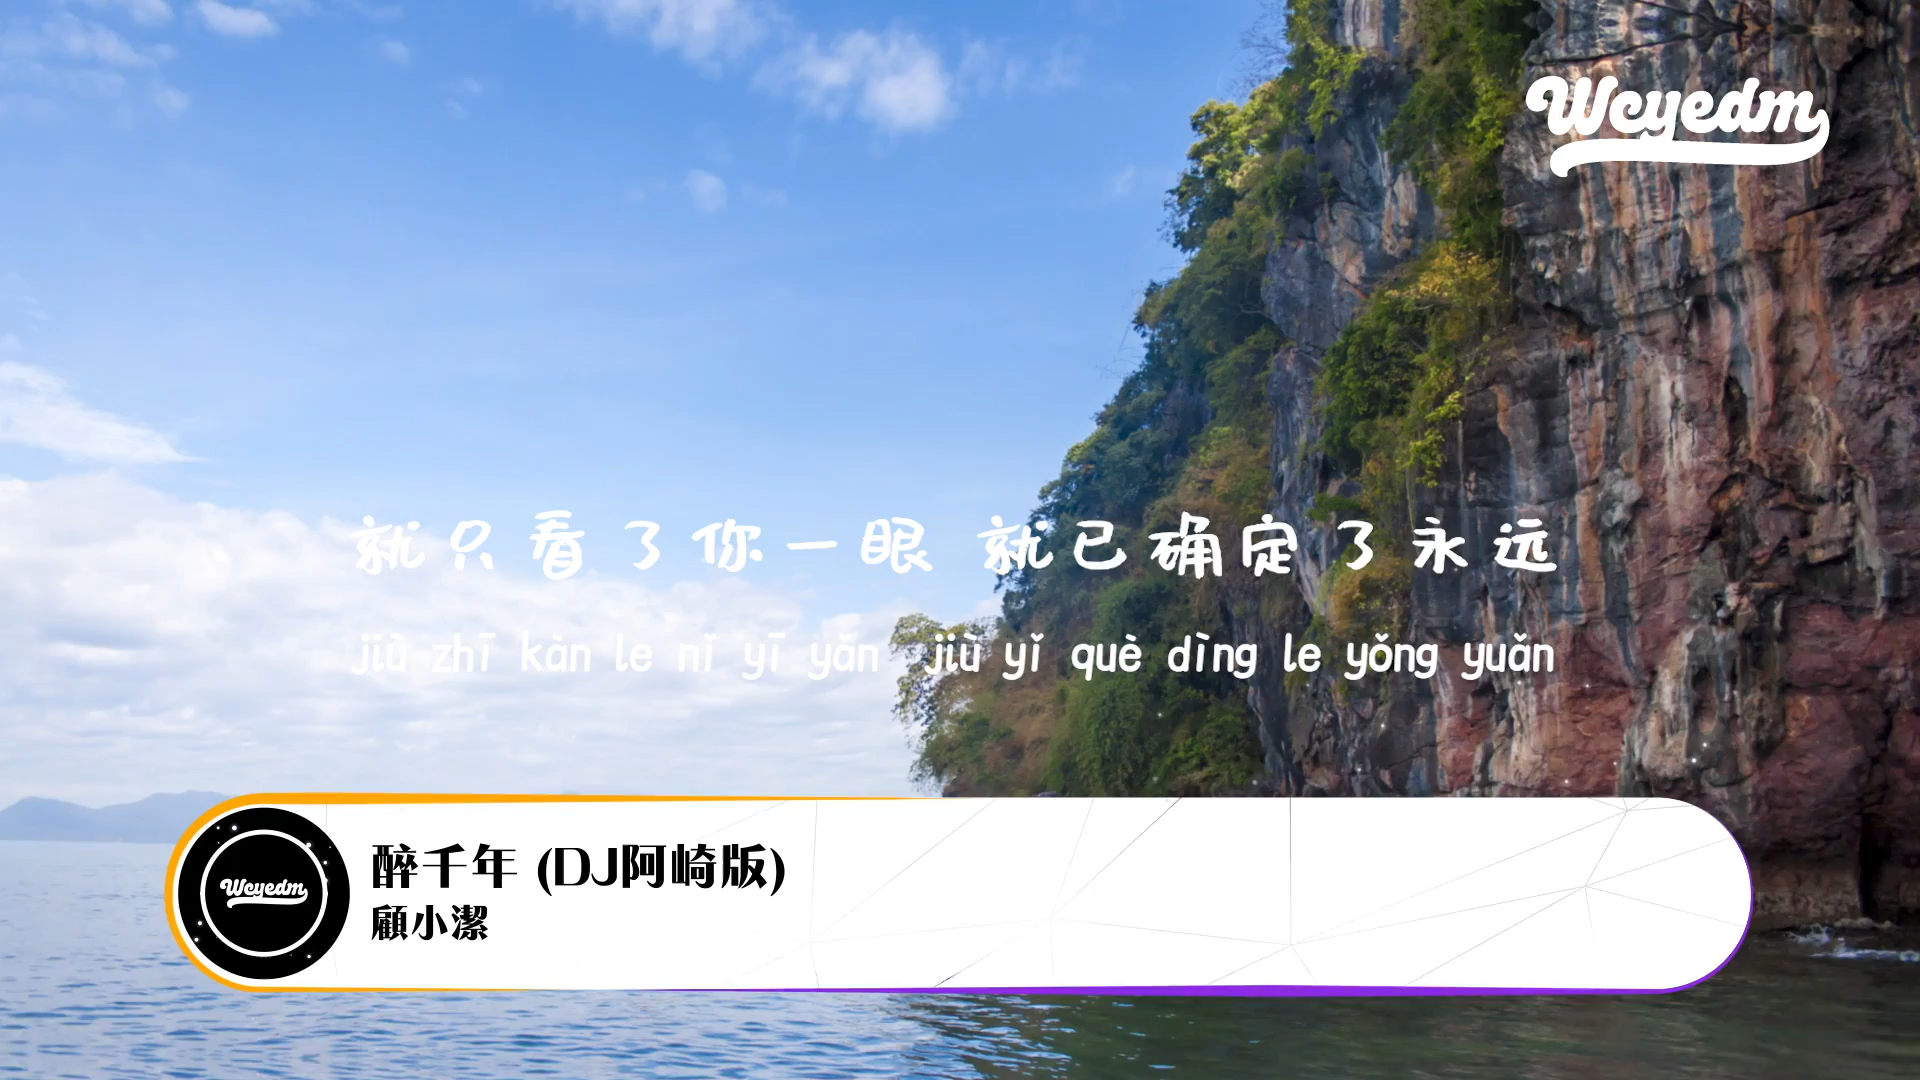 Wcyedm
就只看了你一眼 就已确定了永远
jiù zhī kàn le nǐ yī yǎn jiù yǐ què dìng le yǒng yuǎn
Wcyedm
醉千年 (DJ阿崎版)
顧小潔